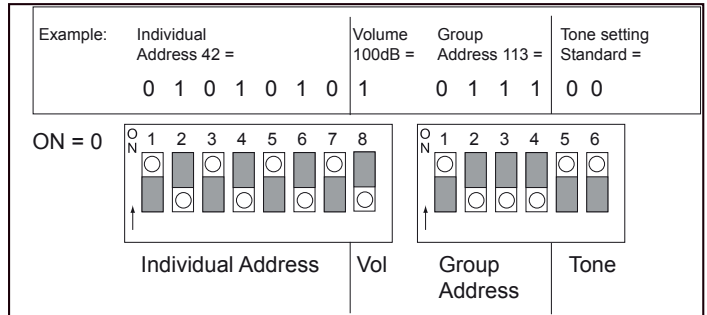 Example: Individual Volume Group Tone setting
Address 42 = 100dB = Address 113 = Standard =
0 1 0 1 0 1 0 1 0 1 1 1 0 0
ON = 0 ON 1 2 3 4 5 6 7 8 ON 1 2 3 4 5 6
Individual Address Vol Group Tone
Address